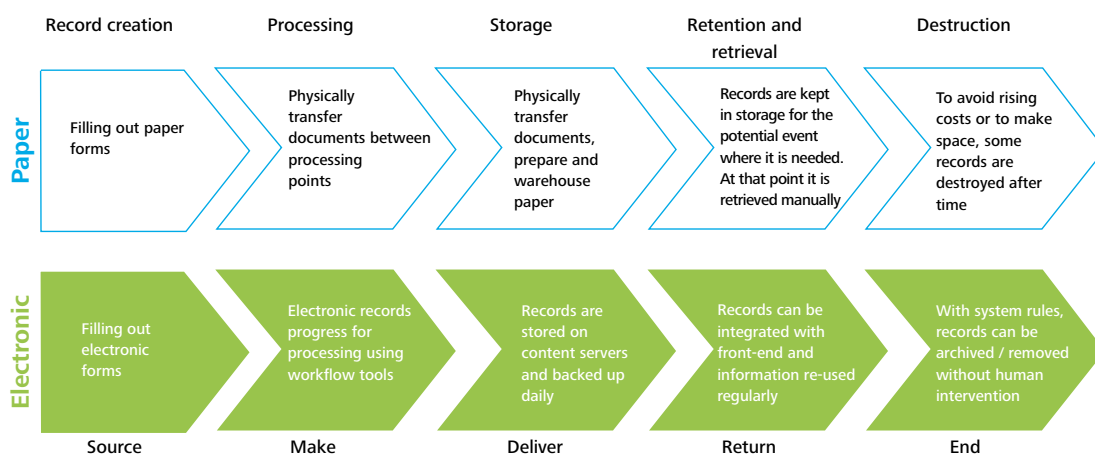 Record creation
Processing
Storage
Retention and
retrieval
Destruction
Paper
Filling out paper
forms
Physically
transfer
documents between
processing
points
Physically
transfer
documents,
prepare and
warehouse
paper
Records are kept
in storage for the
potential event
where it is needed.
At that point it is
retrieved manually
To avoid rising
costs or to make
space, some
records are
destroyed after
time
Electronic
Filling out
electronic
forms
Electronic records
progress for
processing using
workflow tools
Records are
stored on
content servers
and backed up
daily
Records can be
integrated with
front-end and
information re-used
regularly
With system rules,
records can be
archived / removed
without human
intervention
Source
Make
Deliver
Return
End